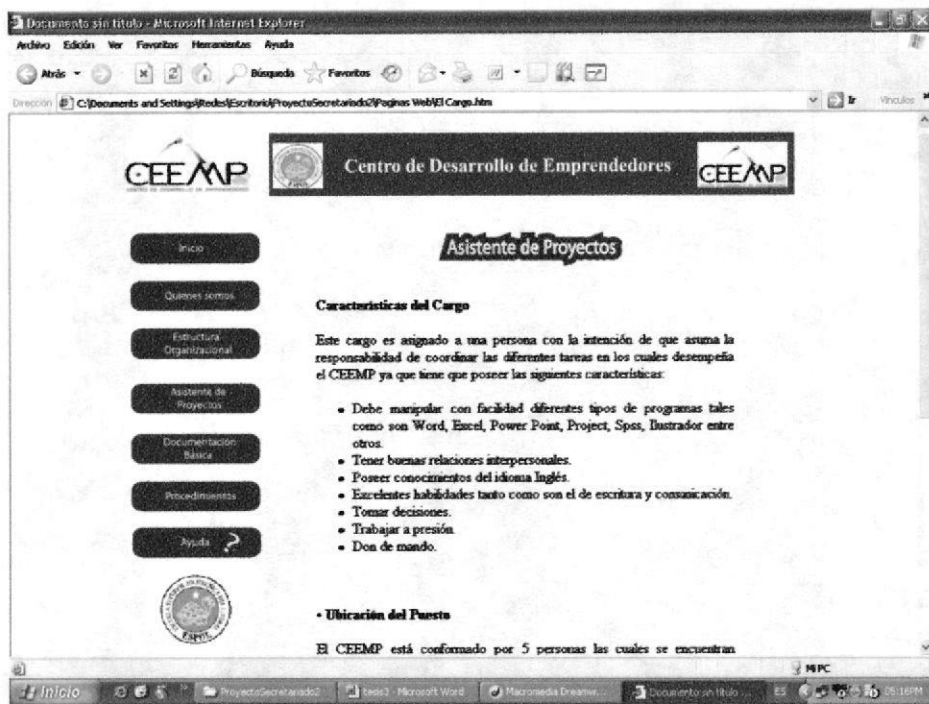 Documento sin título - Microsoft Internet Explorer
Archivo Edición Ver Favoritos Herramientas Ayuda
Atrás Búsqueda Favoritos
Dirección C:\Documents and Settings\Redes\Escritorio\ProyectoSecretariado2\Paginas Web\El Cargo.htm Ir Vínculos
CEEMP
CENTRO DE DESARROLLO DE EMPRENDEDORES
Centro de Desarrollo de Emprendedores
CEEMP
Inicio
Quienes somos
Estructura
Organizacional
Asistente de
Proyectos
Documentación
Básica
Procedimientos
Ayuda ?
ESPOL
Asistente de Proyectos
Características del Cargo
Este cargo es asignado a una persona con la intención de que asuma la
responsabilidad de coordinar las diferentes tareas en los cuales desempeña
el CEEMP ya que tiene que poseer las siguientes características:
• Debe manipular con facilidad diferentes tipos de programas tales
como son Word, Excel, Power Point, Project, Spss, Ilustrador entre
otros.
• Tener buenas relaciones interpersonales.
• Poseer conocimientos del idioma Inglés.
• Excelentes habilidades tanto como son el de escritura y comunicación.
• Tomar decisiones.
• Trabajar a presión.
• Don de mando.
• Ubicación del Puesto
El CEEMP está conformado por 5 personas las cuales se encuentran
Mi PC
Inicio ProyectoSecretariado2 tesis3 - Microsoft Word Macromedia Dreamw... Documento sin título ... ES 05:16PM